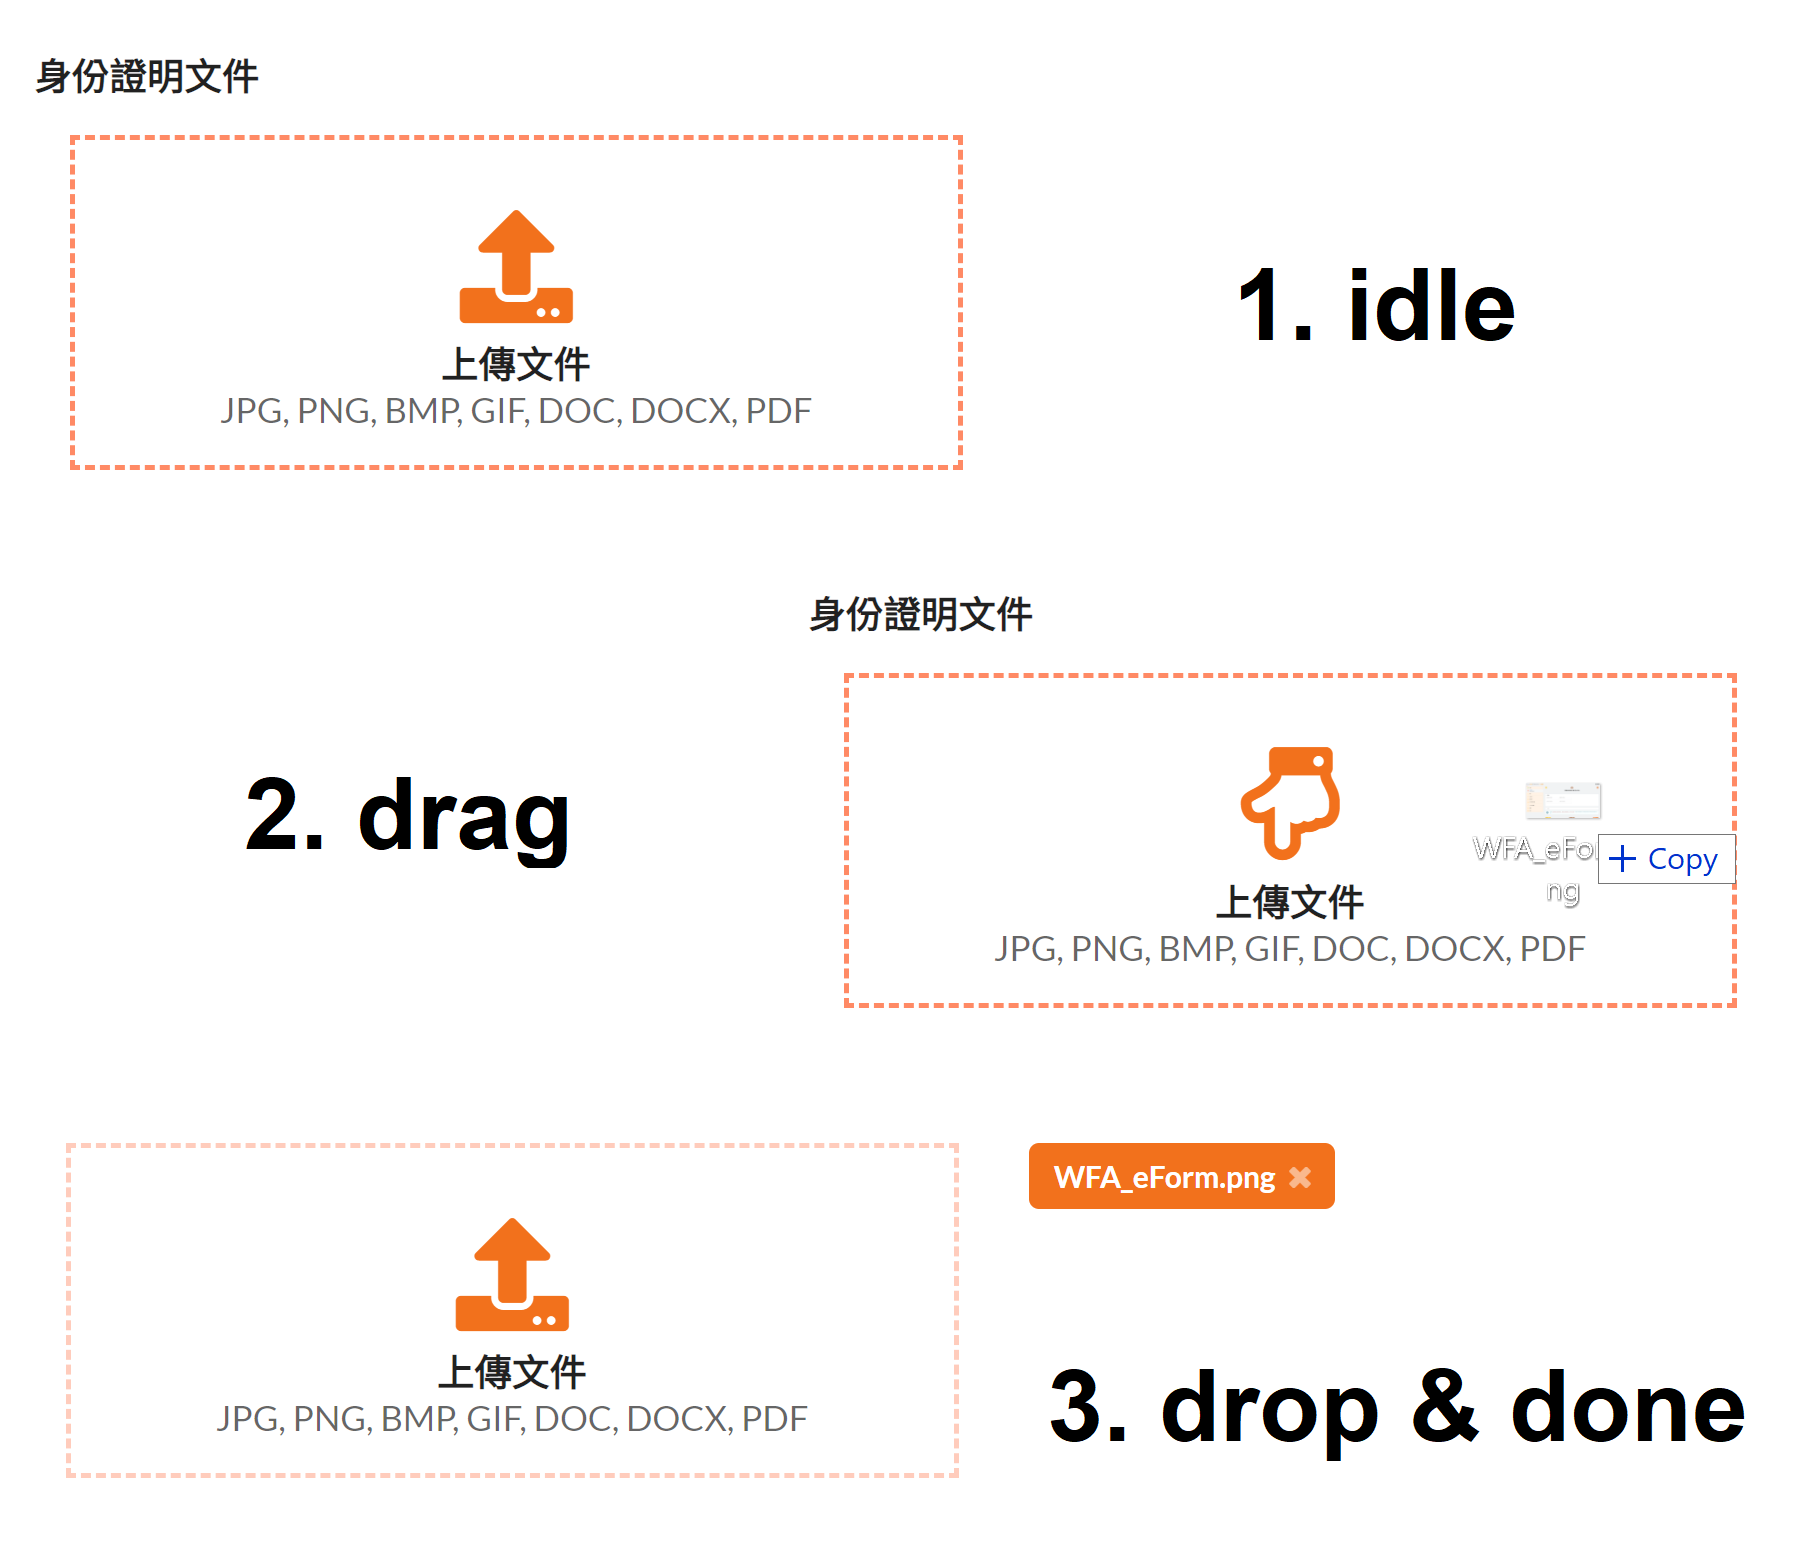 身份證明文件
上傳文件
JPG, PNG, BMP, GIF, DOC, DOCX, PDF
1. idle
身份證明文件
2. drag
上傳文件
JPG, PNG, BMP, GIF, DOC, DOCX, PDF
WFA_eFo
ng
+ Copy
上傳文件
JPG, PNG, BMP, GIF, DOC, DOCX, PDF
WFA_eForm.png ✖
3. drop & done